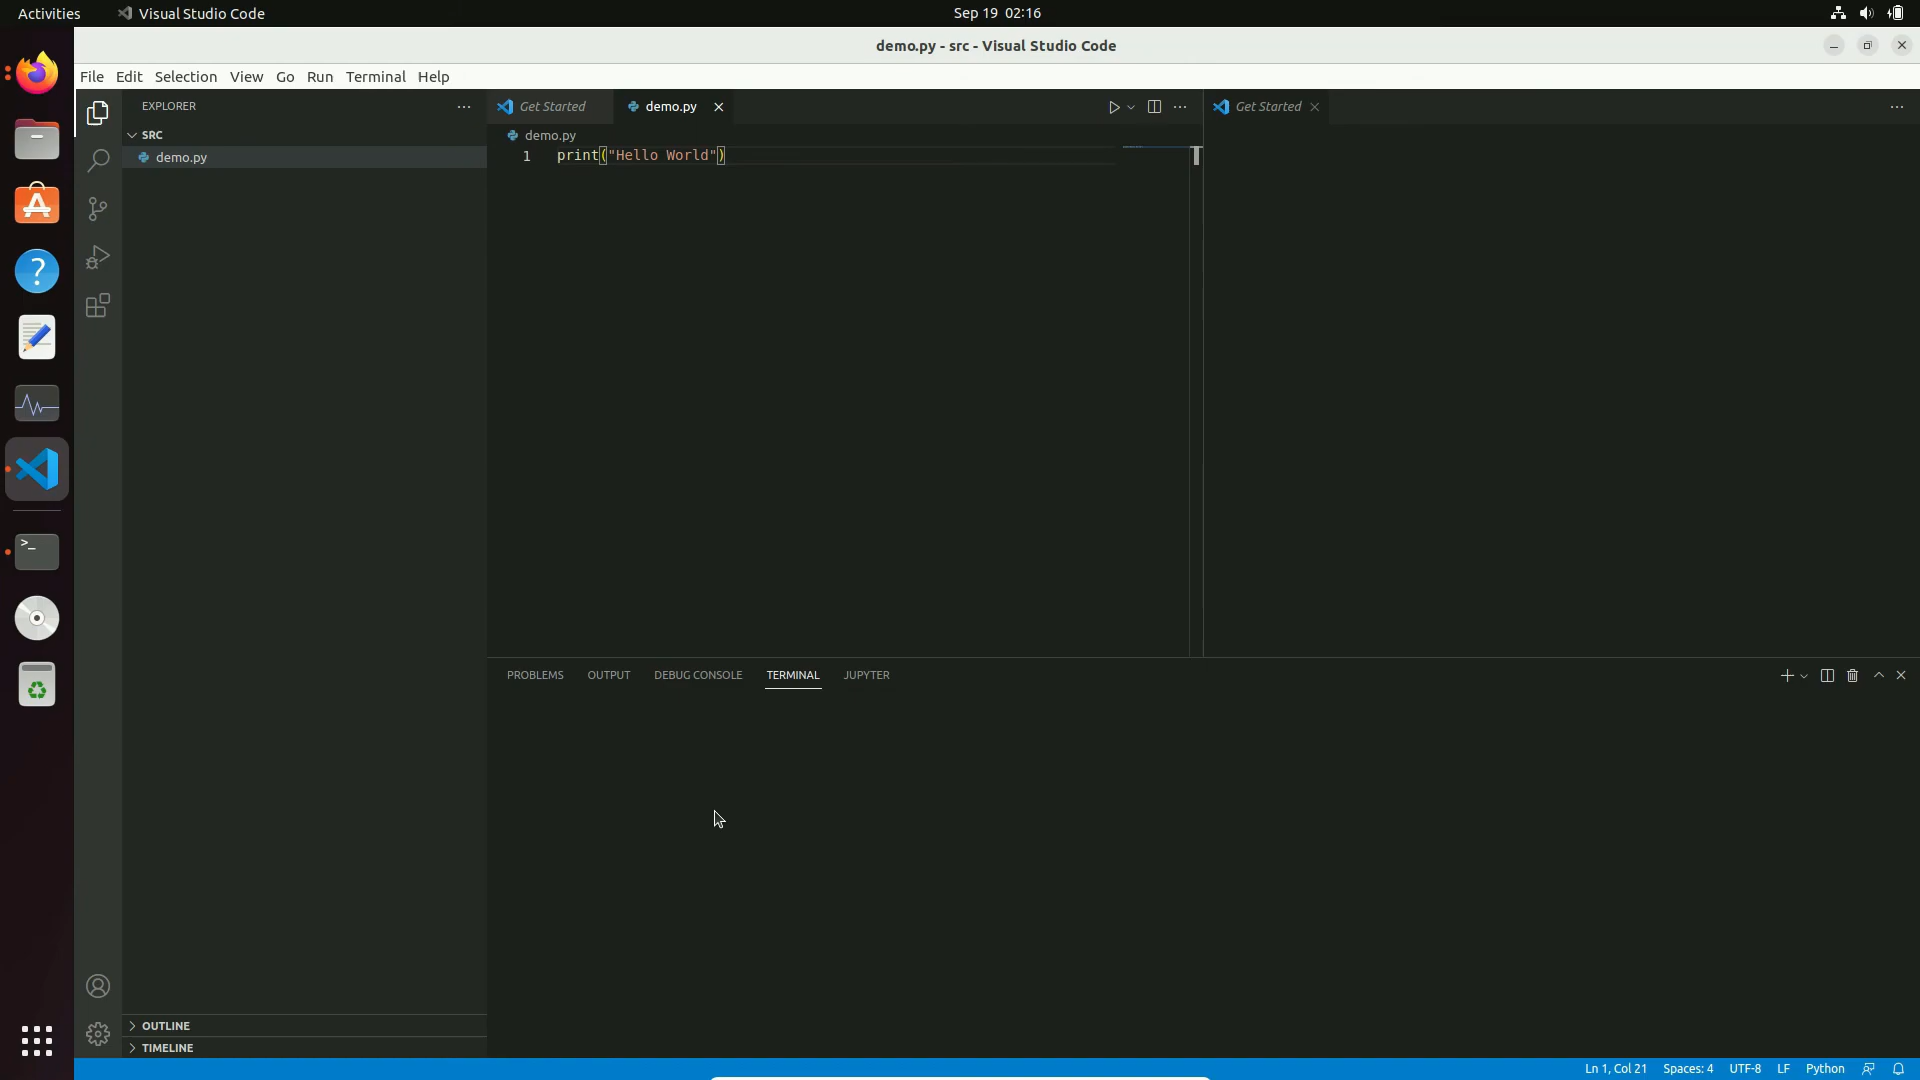 Activities
Visual Studio Code
Sep 19 02:16
demo.py - src - Visual Studio Code
File Edit Selection View Go Run Terminal Help
EXPLORER
SRC
demo.py
Get Started
demo.py
Get Started
demo.py
1 print("Hello World")
PROBLEMS OUTPUT DEBUG CONSOLE TERMINAL JUPYTER
OUTLINE
TIMELINE
Ln 1, Col 21 Spaces: 4 UTF-8 LF Python